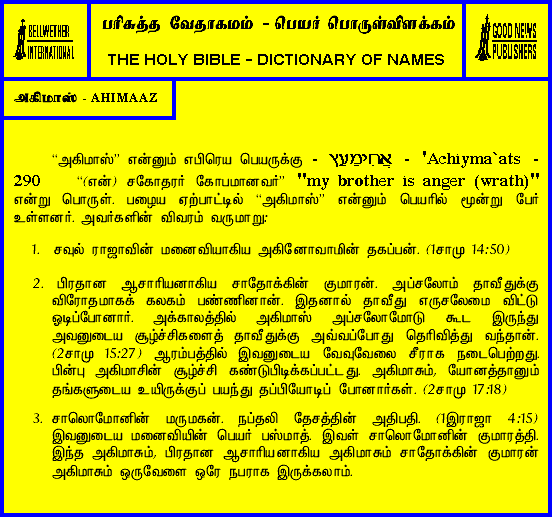 BELLWETHER
INTERNATIONAL
பரிசுத்த வேதாகமம் - பெயர் பொருள்விளக்கம்
THE HOLY BIBLE - DICTIONARY OF NAMES
GOOD NEWS
PUBLISHERS
அகிமாஸ் - AHIMAAZ
“அகிமாஸ்” என்னும் எபிரெய பெயருக்கு - אֲחִימַעַץ - 'Achiyma`ats -
290 “(என்) சகோதரர் கோபமானவர்” "my brother is anger (wrath)"
என்று பொருள். பழைய ஏற்பாட்டில் “அகிமாஸ்” என்னும் பெயரில் மூன்று பேர்
உள்ளனர். அவர்களின் விவரம் வருமாறு:
1. சவுல் ராஜாவின் மனைவியாகிய அகினோவாமின் தகப்பன். (1சாமு 14:50)
2. பிரதான ஆசாரியனாகிய சாதோக்கின் குமாரன். அப்சலோம் தாவீதுக்கு
விரோதமாகக் கலகம் பண்ணினான். இதனால் தாவீது எருசலேமை விட்டு
ஓடிப்போனார். அக்காலத்தில் அகிமாஸ் அப்சலோமோடு கூட இருந்து
அவனுடைய சூழ்ச்சிகளைத் தாவீதுக்கு அவ்வப்போது தெரிவித்து வந்தான்.
(2சாமு 15:27) ஆரம்பத்தில் இவனுடைய வேவுவேலை சீராக நடைபெற்றது.
பின்பு அகிமாசின் சூழ்ச்சி கண்டுபிடிக்கப்பட்டது. அகிமாசும், யோனத்தானும்
தங்களுடைய உயிருக்குப் பயந்து தப்பியோடிப் போனார்கள். (2சாமு 17:18)
3. சாலொமோனின் மருமகன். நப்தலி தேசத்தின் அதிபதி. (1இராஜா 4:15)
இவனுடைய மனைவியின் பெயர் பஸ்மாத். இவள் சாலொமோனின் குமாரத்தி.
இந்த அகிமாசும், பிரதான ஆசாரியனாகிய அகிமாசும் சாதோக்கின் குமாரன்
அகிமாசும் ஒருவேளை ஒரே நபராக இருக்கலாம்.